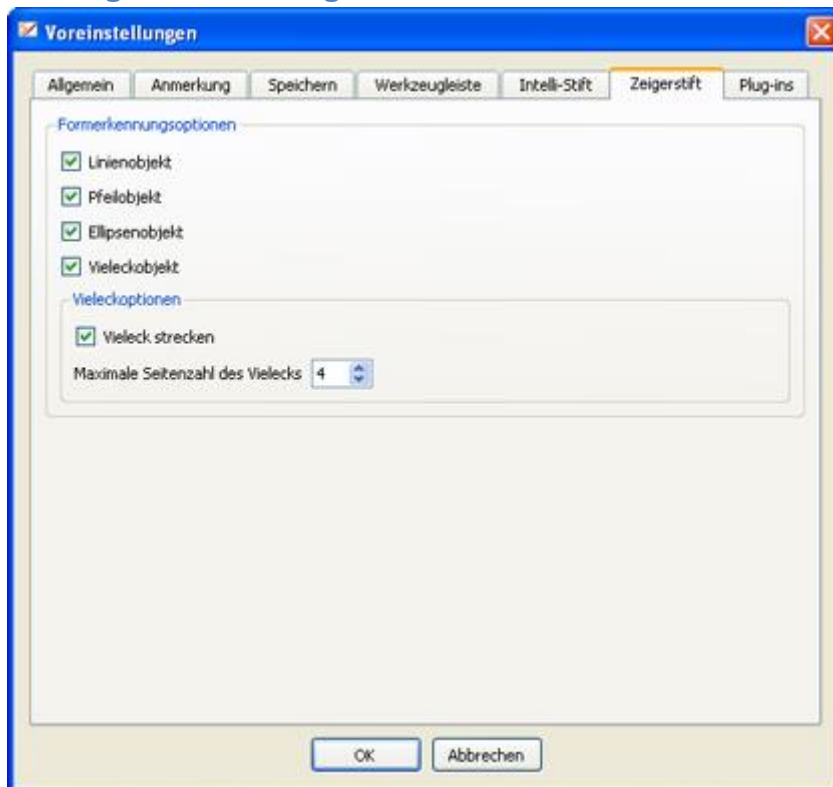 Voreinstellungen
Allgemein Anmerkung Speichern Werkzeugleiste Intelli-Stift Zeigerstift Plug-ins
Formerkennungsoptionen
Linienobjekt
Pfeilobjekt
Ellipsenobjekt
Vieleckobjekt
Vieleckoptionen
Vieleck strecken
Maximale Seitenzahl des Vielecks 4
OK Abbrechen